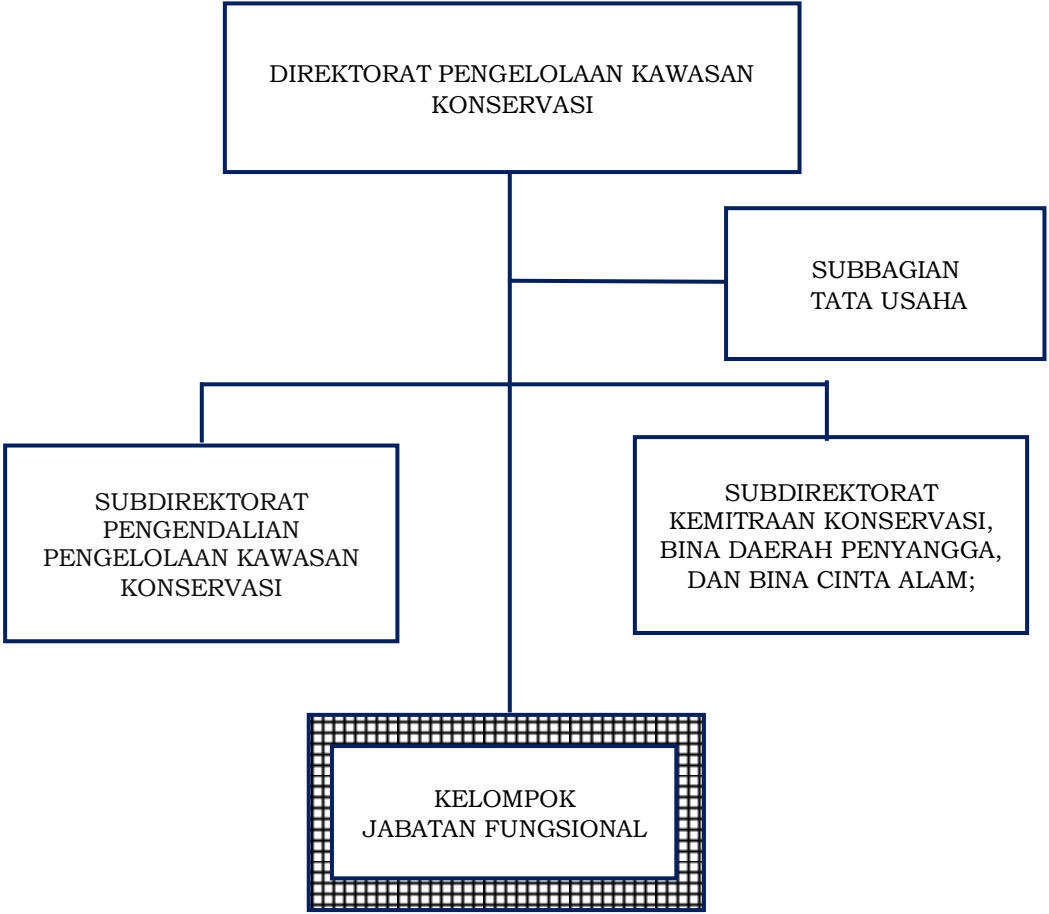 DIREKTORAT PENGELOLAAN KAWASAN
KONSERVASI
SUBBAGIAN
TATA USAHA
SUBDIREKTORAT
PENGENDALIAN
PENGELOLAAN KAWASAN
KONSERVASI
SUBDIREKTORAT
KEMITRAAN KONSERVASI,
BINA DAERAH PENYANGGA,
DAN BINA CINTA ALAM;
KELOMPOK
JABATAN FUNGSIONAL